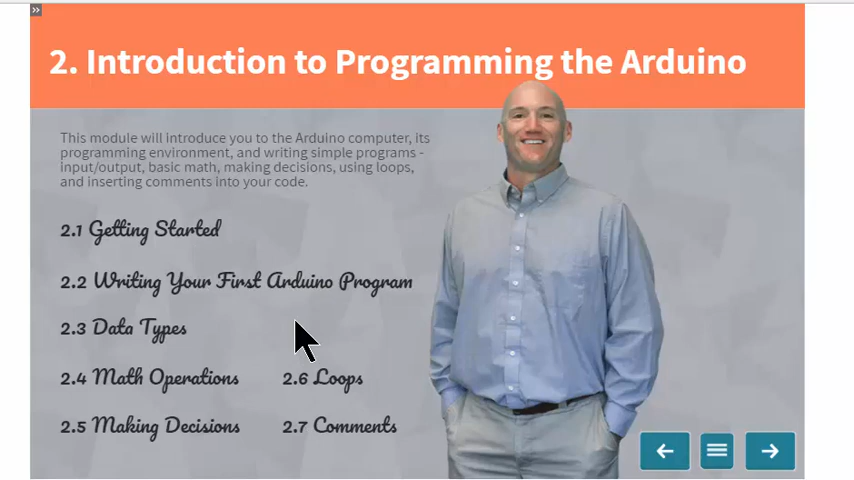 2. Introduction to Programming the Arduino
This module will introduce you to the Arduino computer, its
programming environment, and writing simple programs -
input/output, basic math, making decisions, using loops,
and inserting comments into your code.
2.1 Getting Started
2.2 Writing Your First Arduino Program
2.3 Data Types
2.4 Math Operations
2.5 Making Decisions
2.6 Loops
2.7 Comments